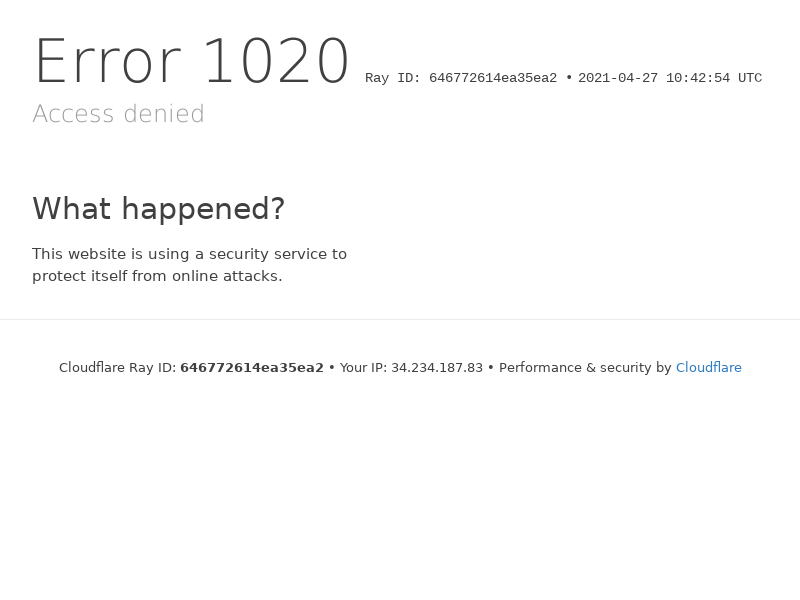 Error 1020 Ray ID: 646772614ea35ea2 • 2021-04-27 10:42:54 UTC
Access denied
What happened?
This website is using a security service to
protect itself from online attacks.
Cloudflare Ray ID: 646772614ea35ea2 • Your IP: 34.234.187.83 • Performance & security by Cloudflare